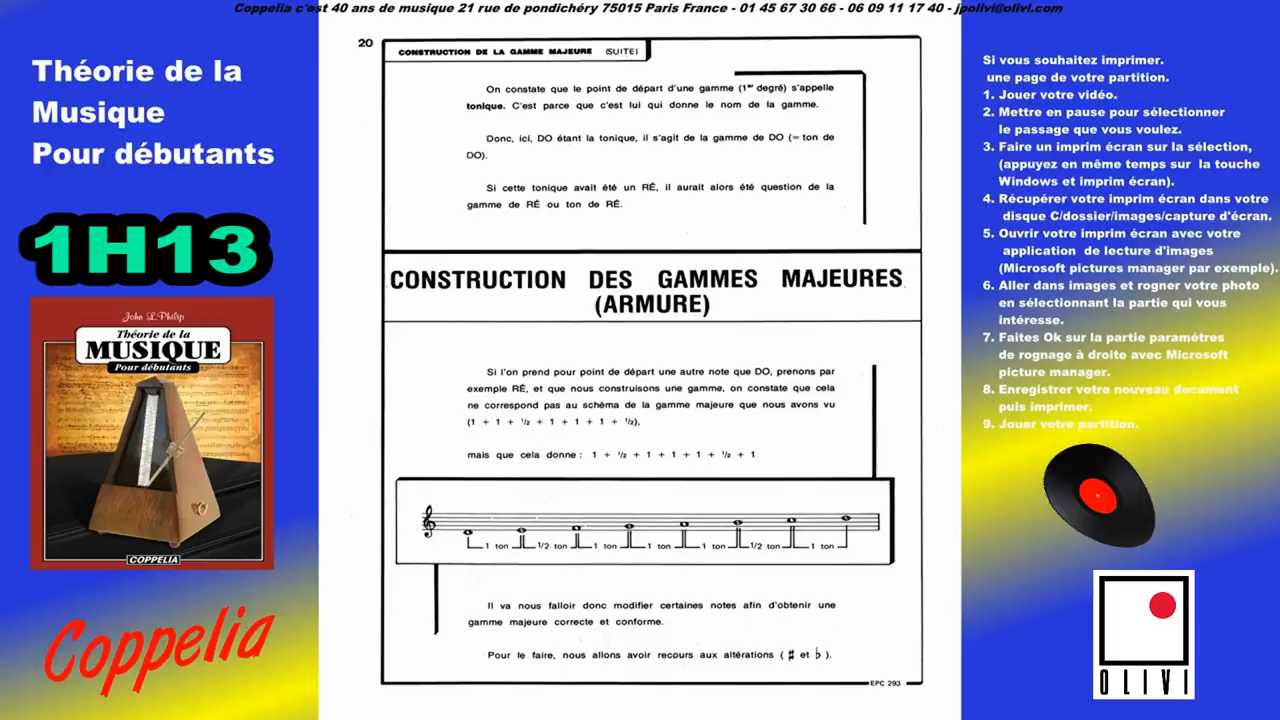 Coppelia c'est 40 ans de musique 21 rue de pondichéry 75015 Paris France - 01 45 67 30 66 - 06 09 11 17 40 - jpolivi@olivi.com
Théorie de la
Musique
Pour débutants
1H13
John L. Philip
Théorie de la
MUSIQUE
Pour débutants
COPPELIA
Coppelia
20
CONSTRUCTION DE LA GAMME MAJEURE (SUITE)
On constate que le point de départ d'une gamme (1er degré) s'appelle
tonique. C'est parce que c'est lui qui donne le nom de la gamme.
Donc, ici, DO étant la tonique, il s'agit de la gamme de DO (= ton de
DO).
Si cette tonique avait été un RÉ, il aurait alors été question de la
gamme de RÉ ou ton de RÉ.
CONSTRUCTION DES GAMMES MAJEURES
(ARMURE)
Si l'on prend pour point de départ une autre note que DO, prenons par
exemple RÉ, et que nous construisons une gamme, on constate que cela
ne correspond pas au schéma de la gamme majeure que nous avons vu
(1 + 1 + 1/2 + 1 + 1 + 1 + 1/2),
mais que cela donne : 1 + 1/2 + 1 + 1 + 1 + 1/2 + 1
1 ton 1/2 ton 1 ton 1 ton 1 ton 1/2 ton 1 ton
Il va nous falloir donc modifier certaines notes afin d'obtenir une
gamme majeure correcte et conforme.
Pour le faire, nous allons avoir recours aux altérations ( ♯ et ♭ ).
EPC 293
Si vous souhaitez imprimer.
une page de votre partition.
1. Jouer votre vidéo.
2. Mettre en pause pour sélectionner
le passage que vous voulez.
3. Faire un imprim écran sur la sélection,
(appuyez en même temps sur la touche
Windows et imprim écran).
4. Récupérer votre imprim écran dans votre
disque C/dossier/images/capture d'écran.
5. Ouvrir votre imprim écran avec votre
application de lecture d'images
(Microsoft pictures manager par exemple).
6. Aller dans images et rogner votre photo
en sélectionnant la partie qui vous
intéresse.
7. Faites Ok sur la partie paramétres
de rognage à droite avec Microsoft
picture manager.
8. Enregistrer votre nouveau document
puis imprimer.
9. Jouer votre partition.
OLIVI